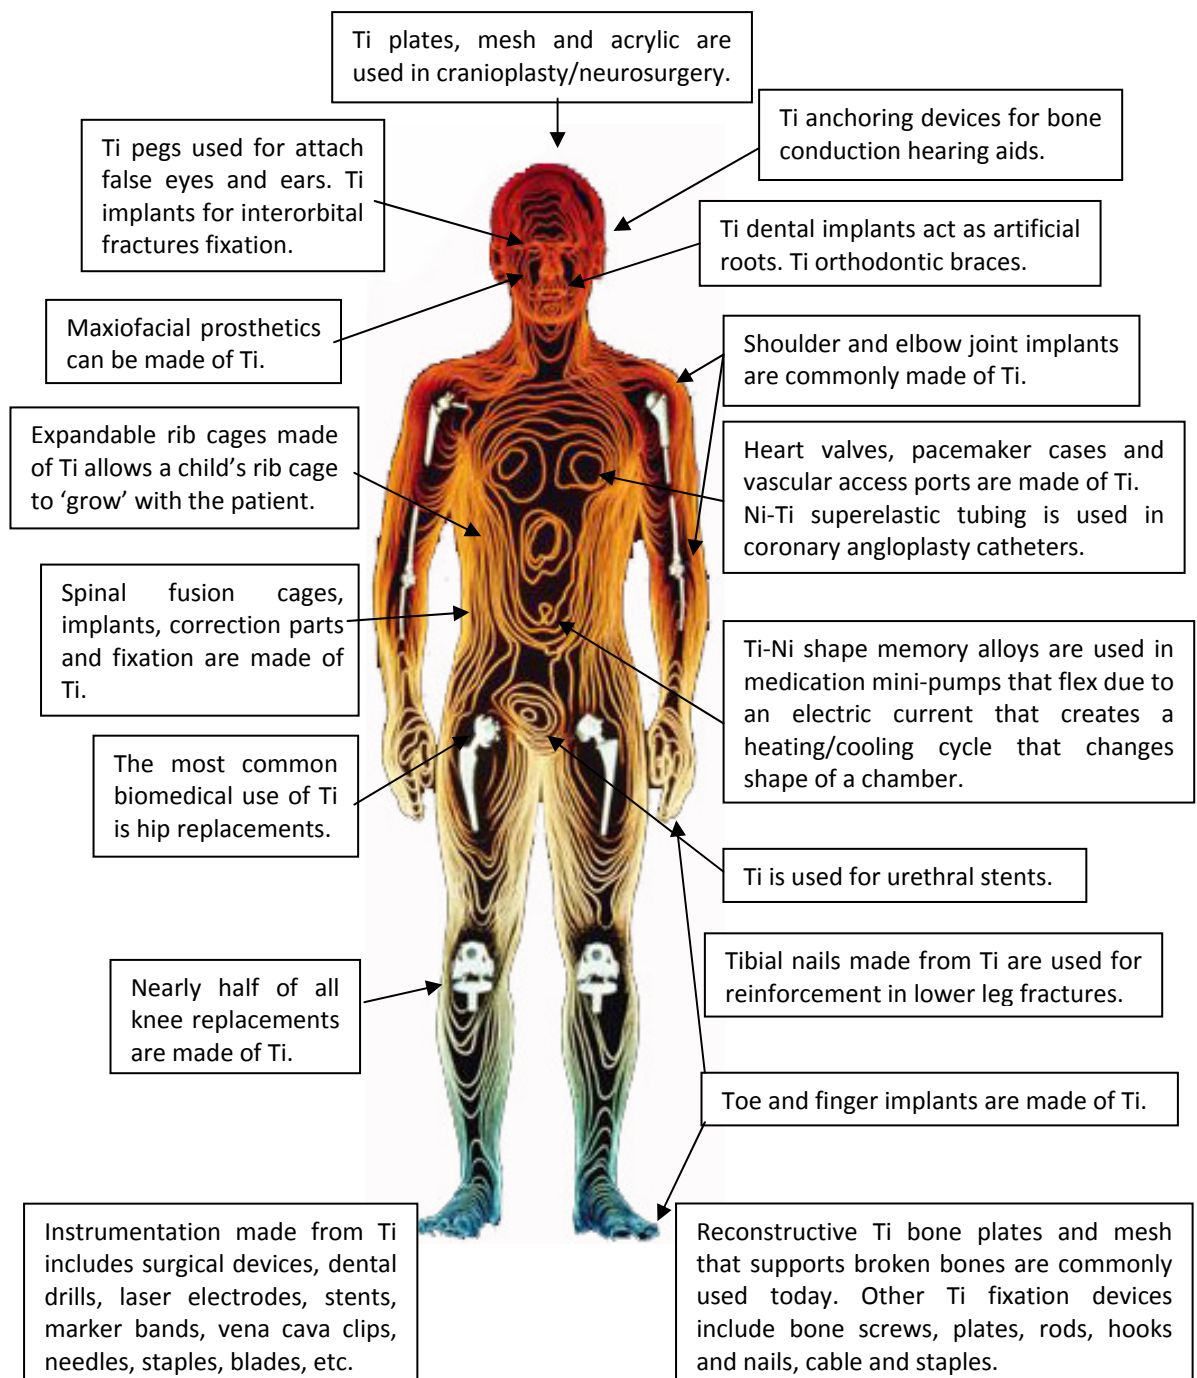 Ti plates, mesh and acrylic are
used in cranioplasty/neurosurgery.
Ti anchoring devices for bone
conduction hearing aids.
Ti pegs used for attach
false eyes and ears. Ti
implants for interorbital
fractures fixation.
Ti dental implants act as artificial
roots. Ti orthodontic braces.
Maxiofacial prosthetics
can be made of Ti.
Shoulder and elbow joint implants
are commonly made of Ti.
Expandable rib cages made
of Ti allows a child’s rib cage
to ‘grow’ with the patient.
Heart valves, pacemaker cases and
vascular access ports are made of Ti.
Ni-Ti superelastic tubing is used in
coronary angloplasty catheters.
Spinal fusion cages,
implants, correction parts
and fixation are made of
Ti.
Ti-Ni shape memory alloys are used in
medication mini-pumps that flex due to
an electric current that creates a
heating/cooling cycle that changes
shape of a chamber.
The most common
biomedical use of Ti
is hip replacements.
Ti is used for urethral stents.
Tibial nails made from Ti are used for
reinforcement in lower leg fractures.
Nearly half of all
knee replacements
are made of Ti.
Toe and finger implants are made of Ti.
Instrumentation made from Ti
includes surgical devices, dental
drills, laser electrodes, stents,
marker bands, vena cava clips,
needles, staples, blades, etc.
Reconstructive Ti bone plates and mesh
that supports broken bones are commonly
used today. Other Ti fixation devices
include bone screws, plates, rods, hooks
and nails, cable and staples.